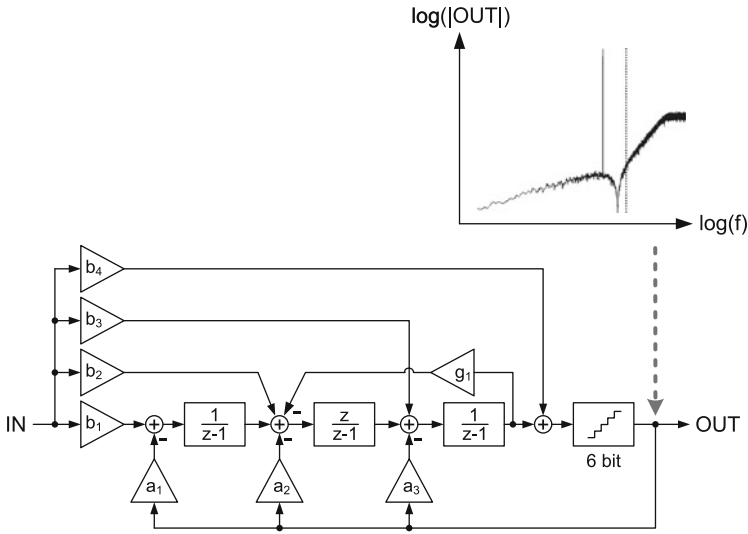 log(|OUT|)
log(f)
b4
b3
b2
g1
IN
b1
+
-
1
z-1
+
-
-
z
z-1
+
-
1
z-1
+
OUT
6 bit
a1
a2
a3